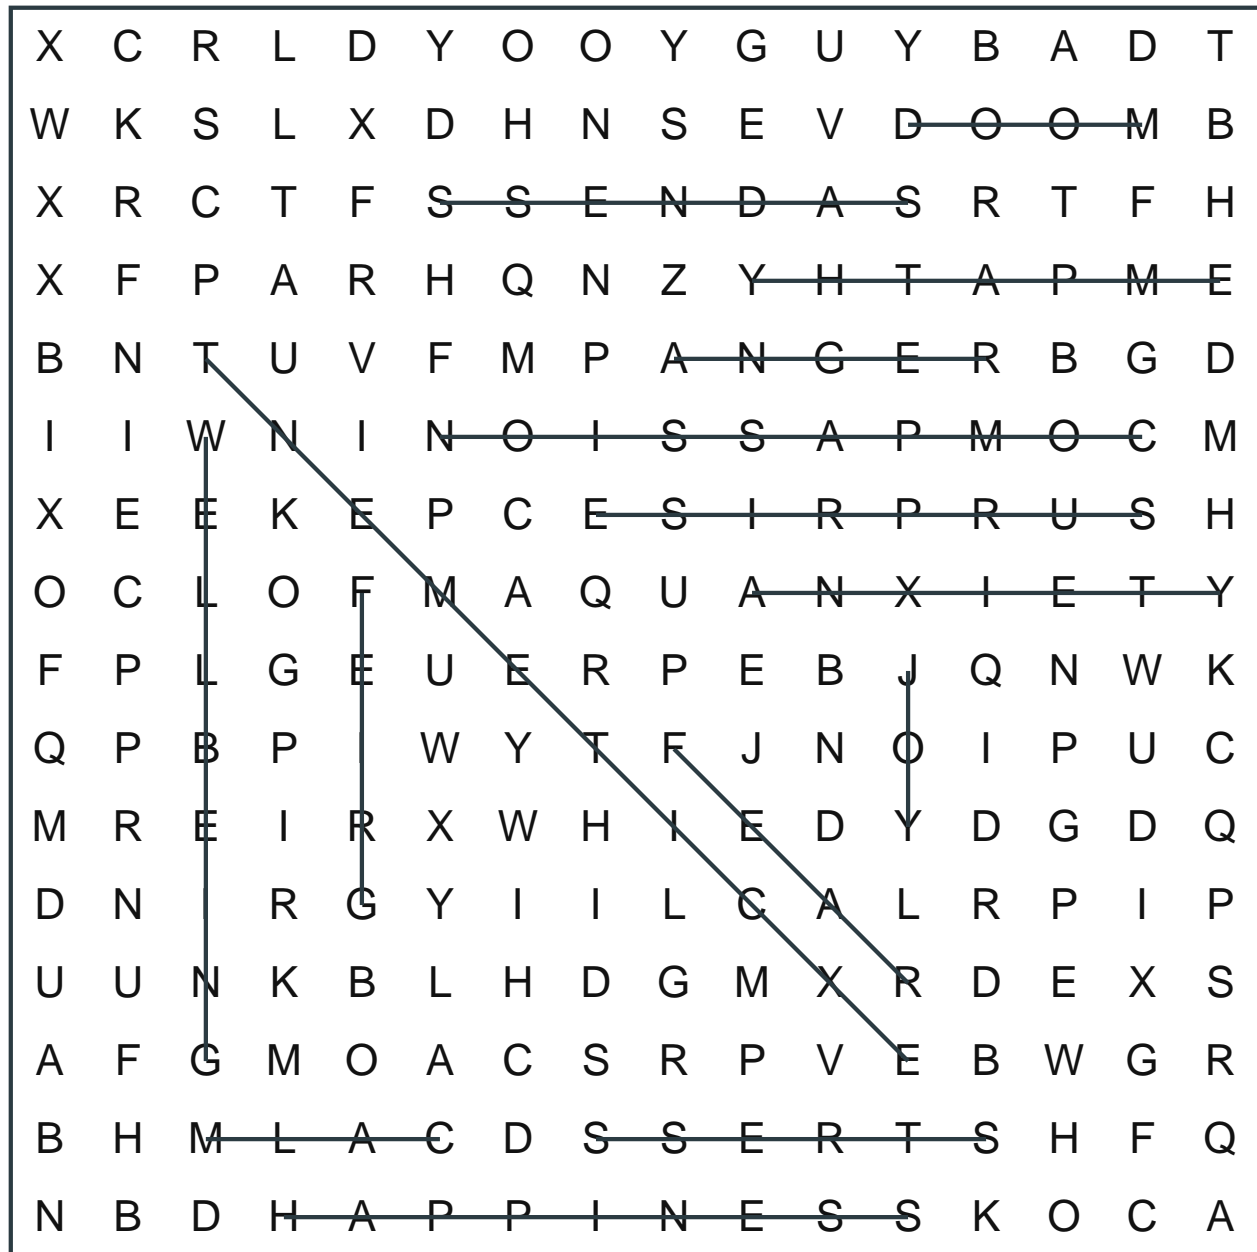 X C R L D Y O O Y G U Y B A D T
W K S L X D H N S E V D O O M B
X R C T F S S E N D A S R T F H
X F P A R H Q N Z Y H T A P M E
B N T U V F M P A N G E R B G D
I I W N I N O I S S A P M O C M
X E E K E P C E S I R P R U S H
O C L O F M A Q U A N X I E T Y
F P L G E U E R P E B J Q N W K
Q P B P I W Y T F J N O I P U C
M R E I R X W H I E D Y D G D Q
D N I R G Y I I L C A L R P I P
U U N K B L H D G M X R D E X S
A F G M O A C S R P V E B W G R
B H M L A C D S S E R T S H F Q
N B D H A P P I N E S S K O C A